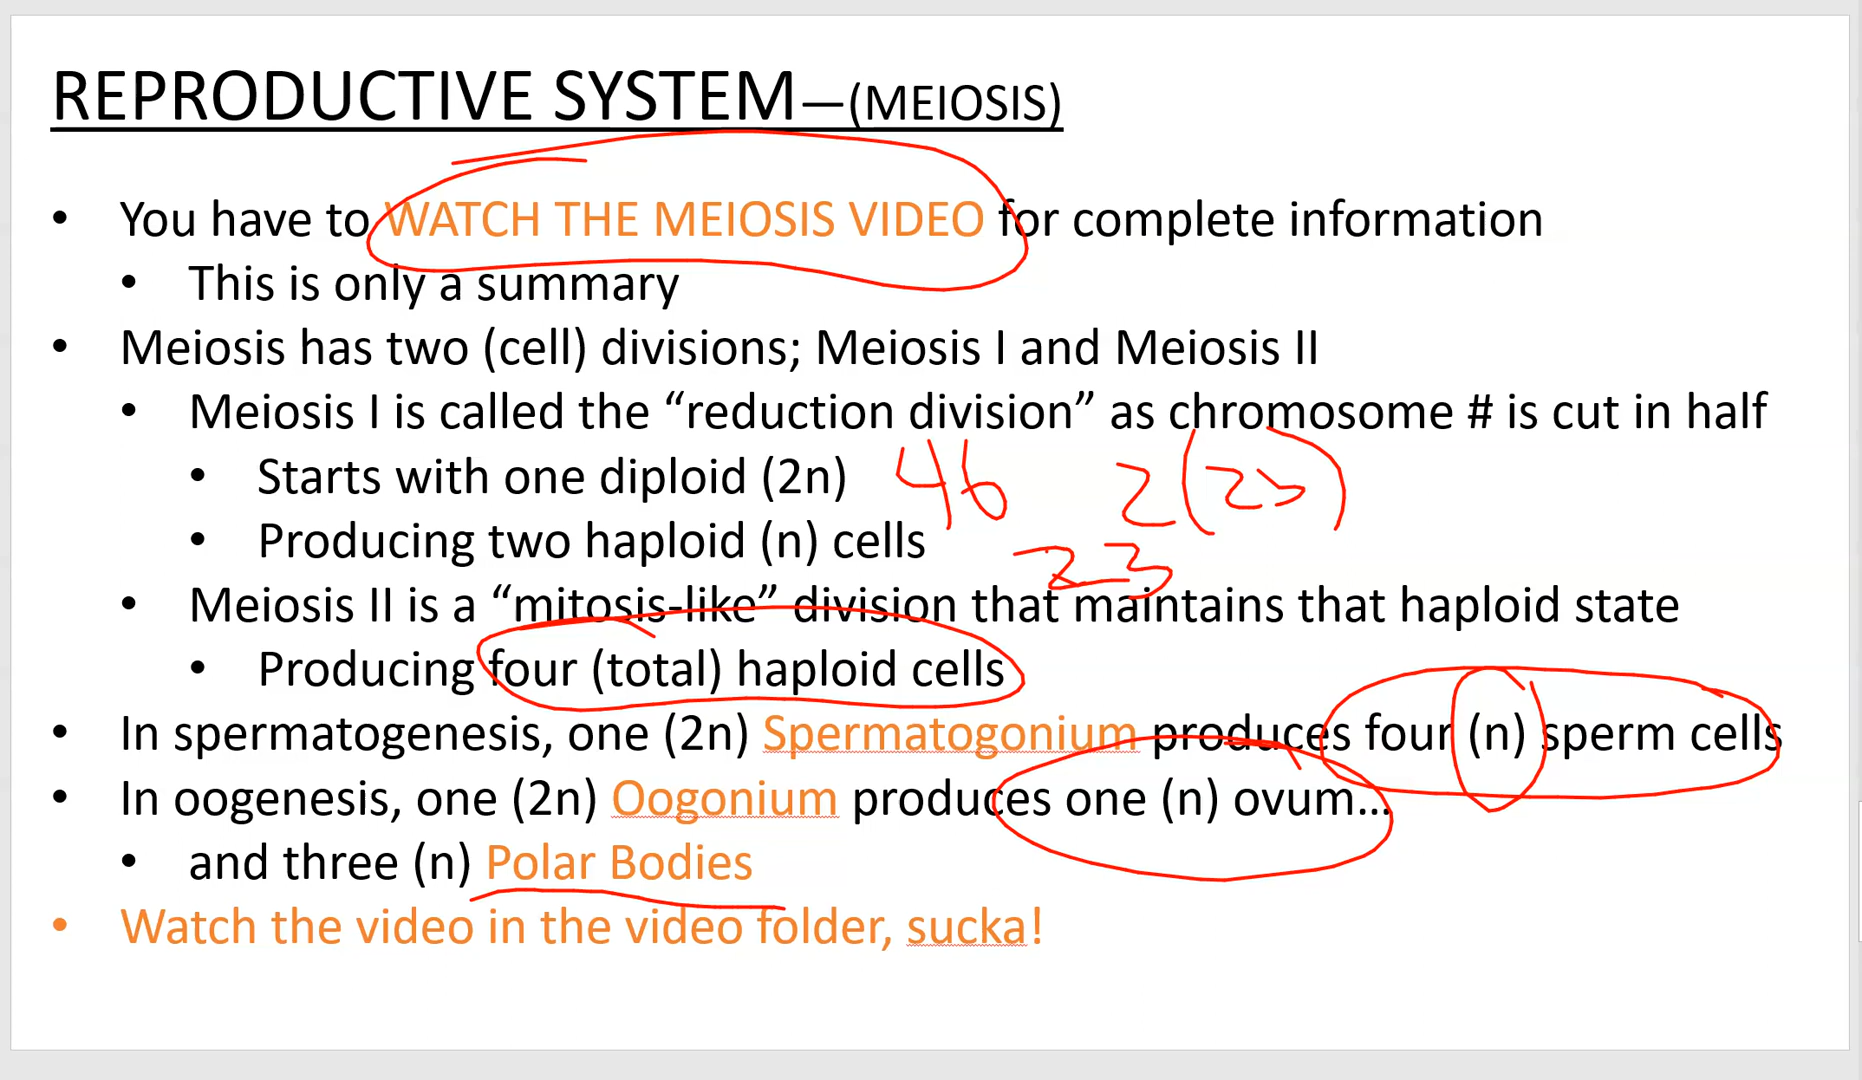 REPRODUCTIVE SYSTEM—(MEIOSIS)
• You have to WATCH THE MEIOSIS VIDEO for complete information
• This is only a summary
• Meiosis has two (cell) divisions; Meiosis I and Meiosis II
• Meiosis I is called the “reduction division” as chromosome # is cut in half
• Starts with one diploid (2n) 46 2(23)
• Producing two haploid (n) cells 23
• Meiosis II is a “mitosis-like” division that maintains that haploid state
• Producing four (total) haploid cells
• In spermatogenesis, one (2n) Spermatogonium produces four (n) sperm cells
• In oogenesis, one (2n) Oogonium produces one (n) ovum...
• and three (n) Polar Bodies
• Watch the video in the video folder, sucka!